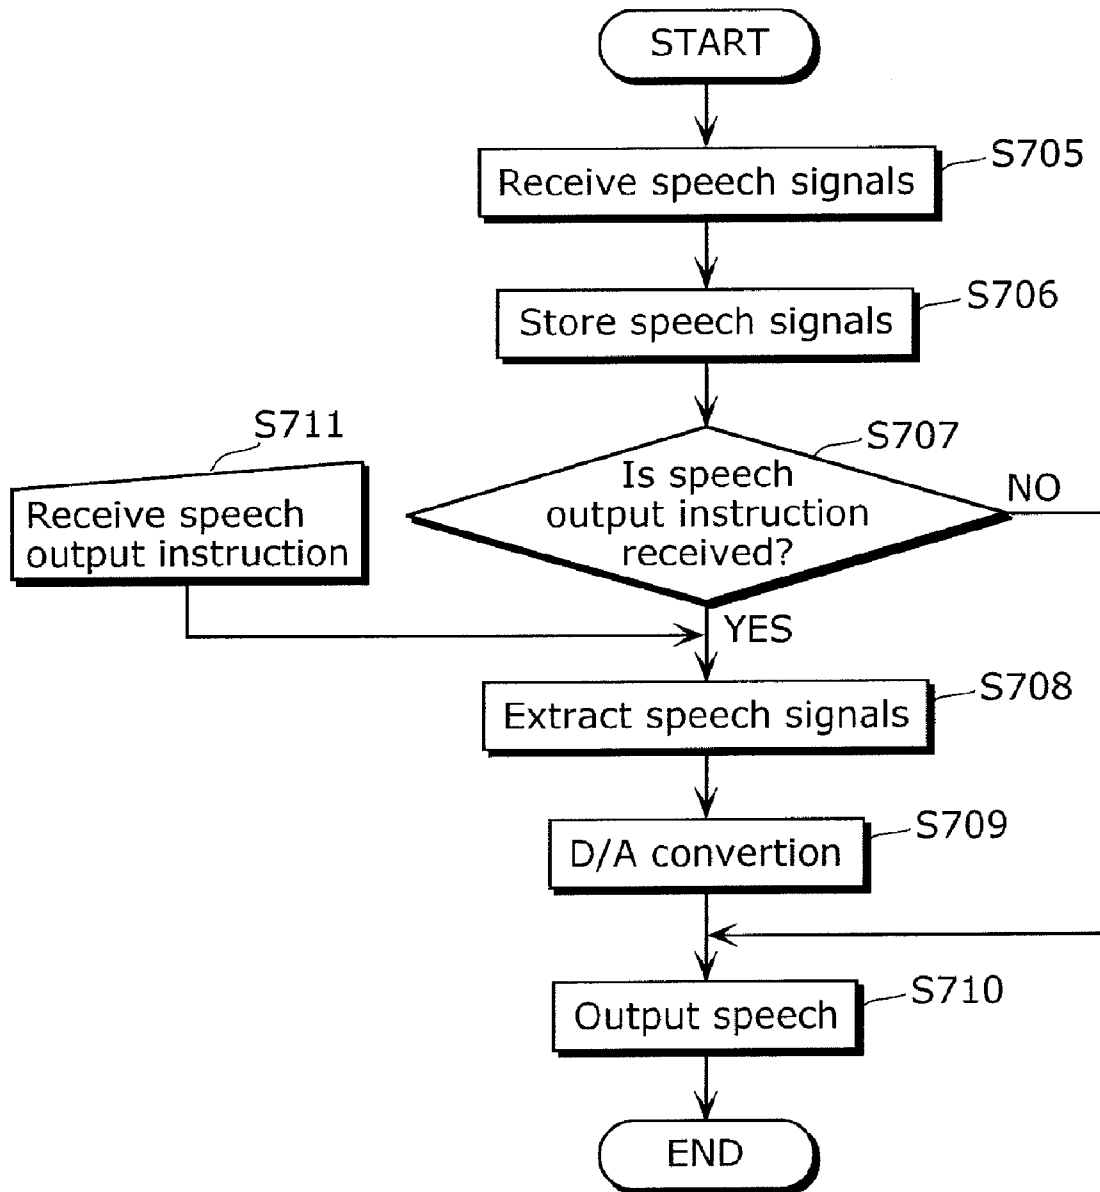 START
S705
Receive speech signals
S706
Store speech signals
S711
Receive speech
output instruction
S707
Is speech
output instruction
received?
NO
YES
S708
Extract speech signals
S709
D/A convertion
S710
Output speech
END